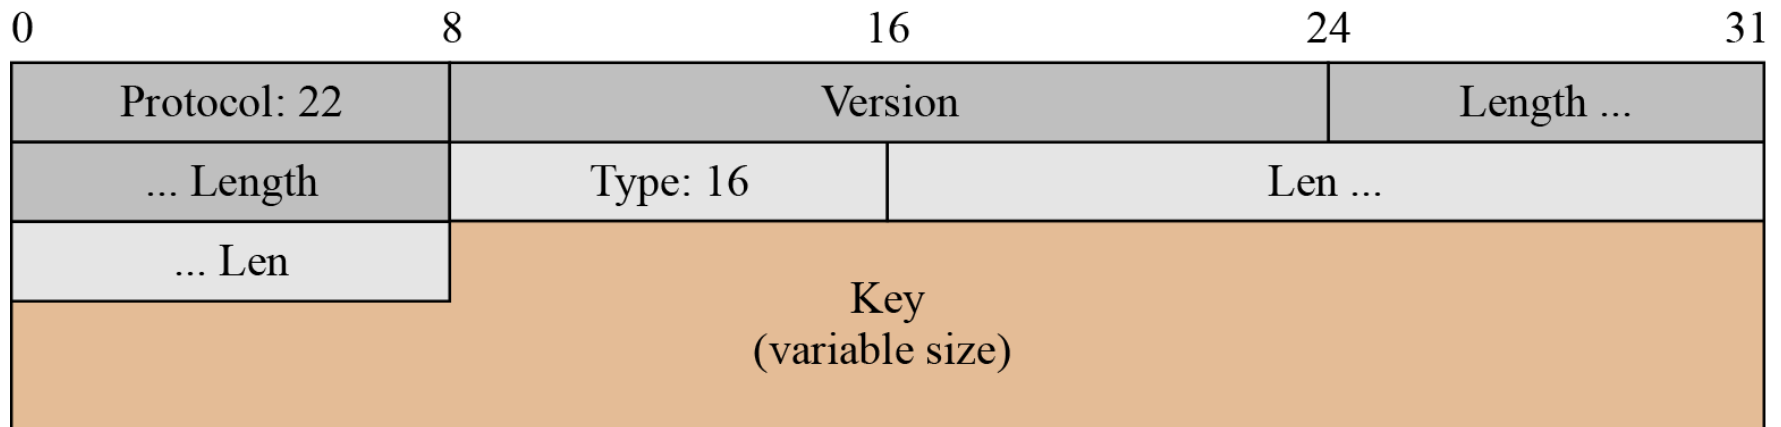 0 8 16 24 31
Protocol: 22 Version Length ...
... Length Type: 16 Len ...
... Len
Key
(variable size)